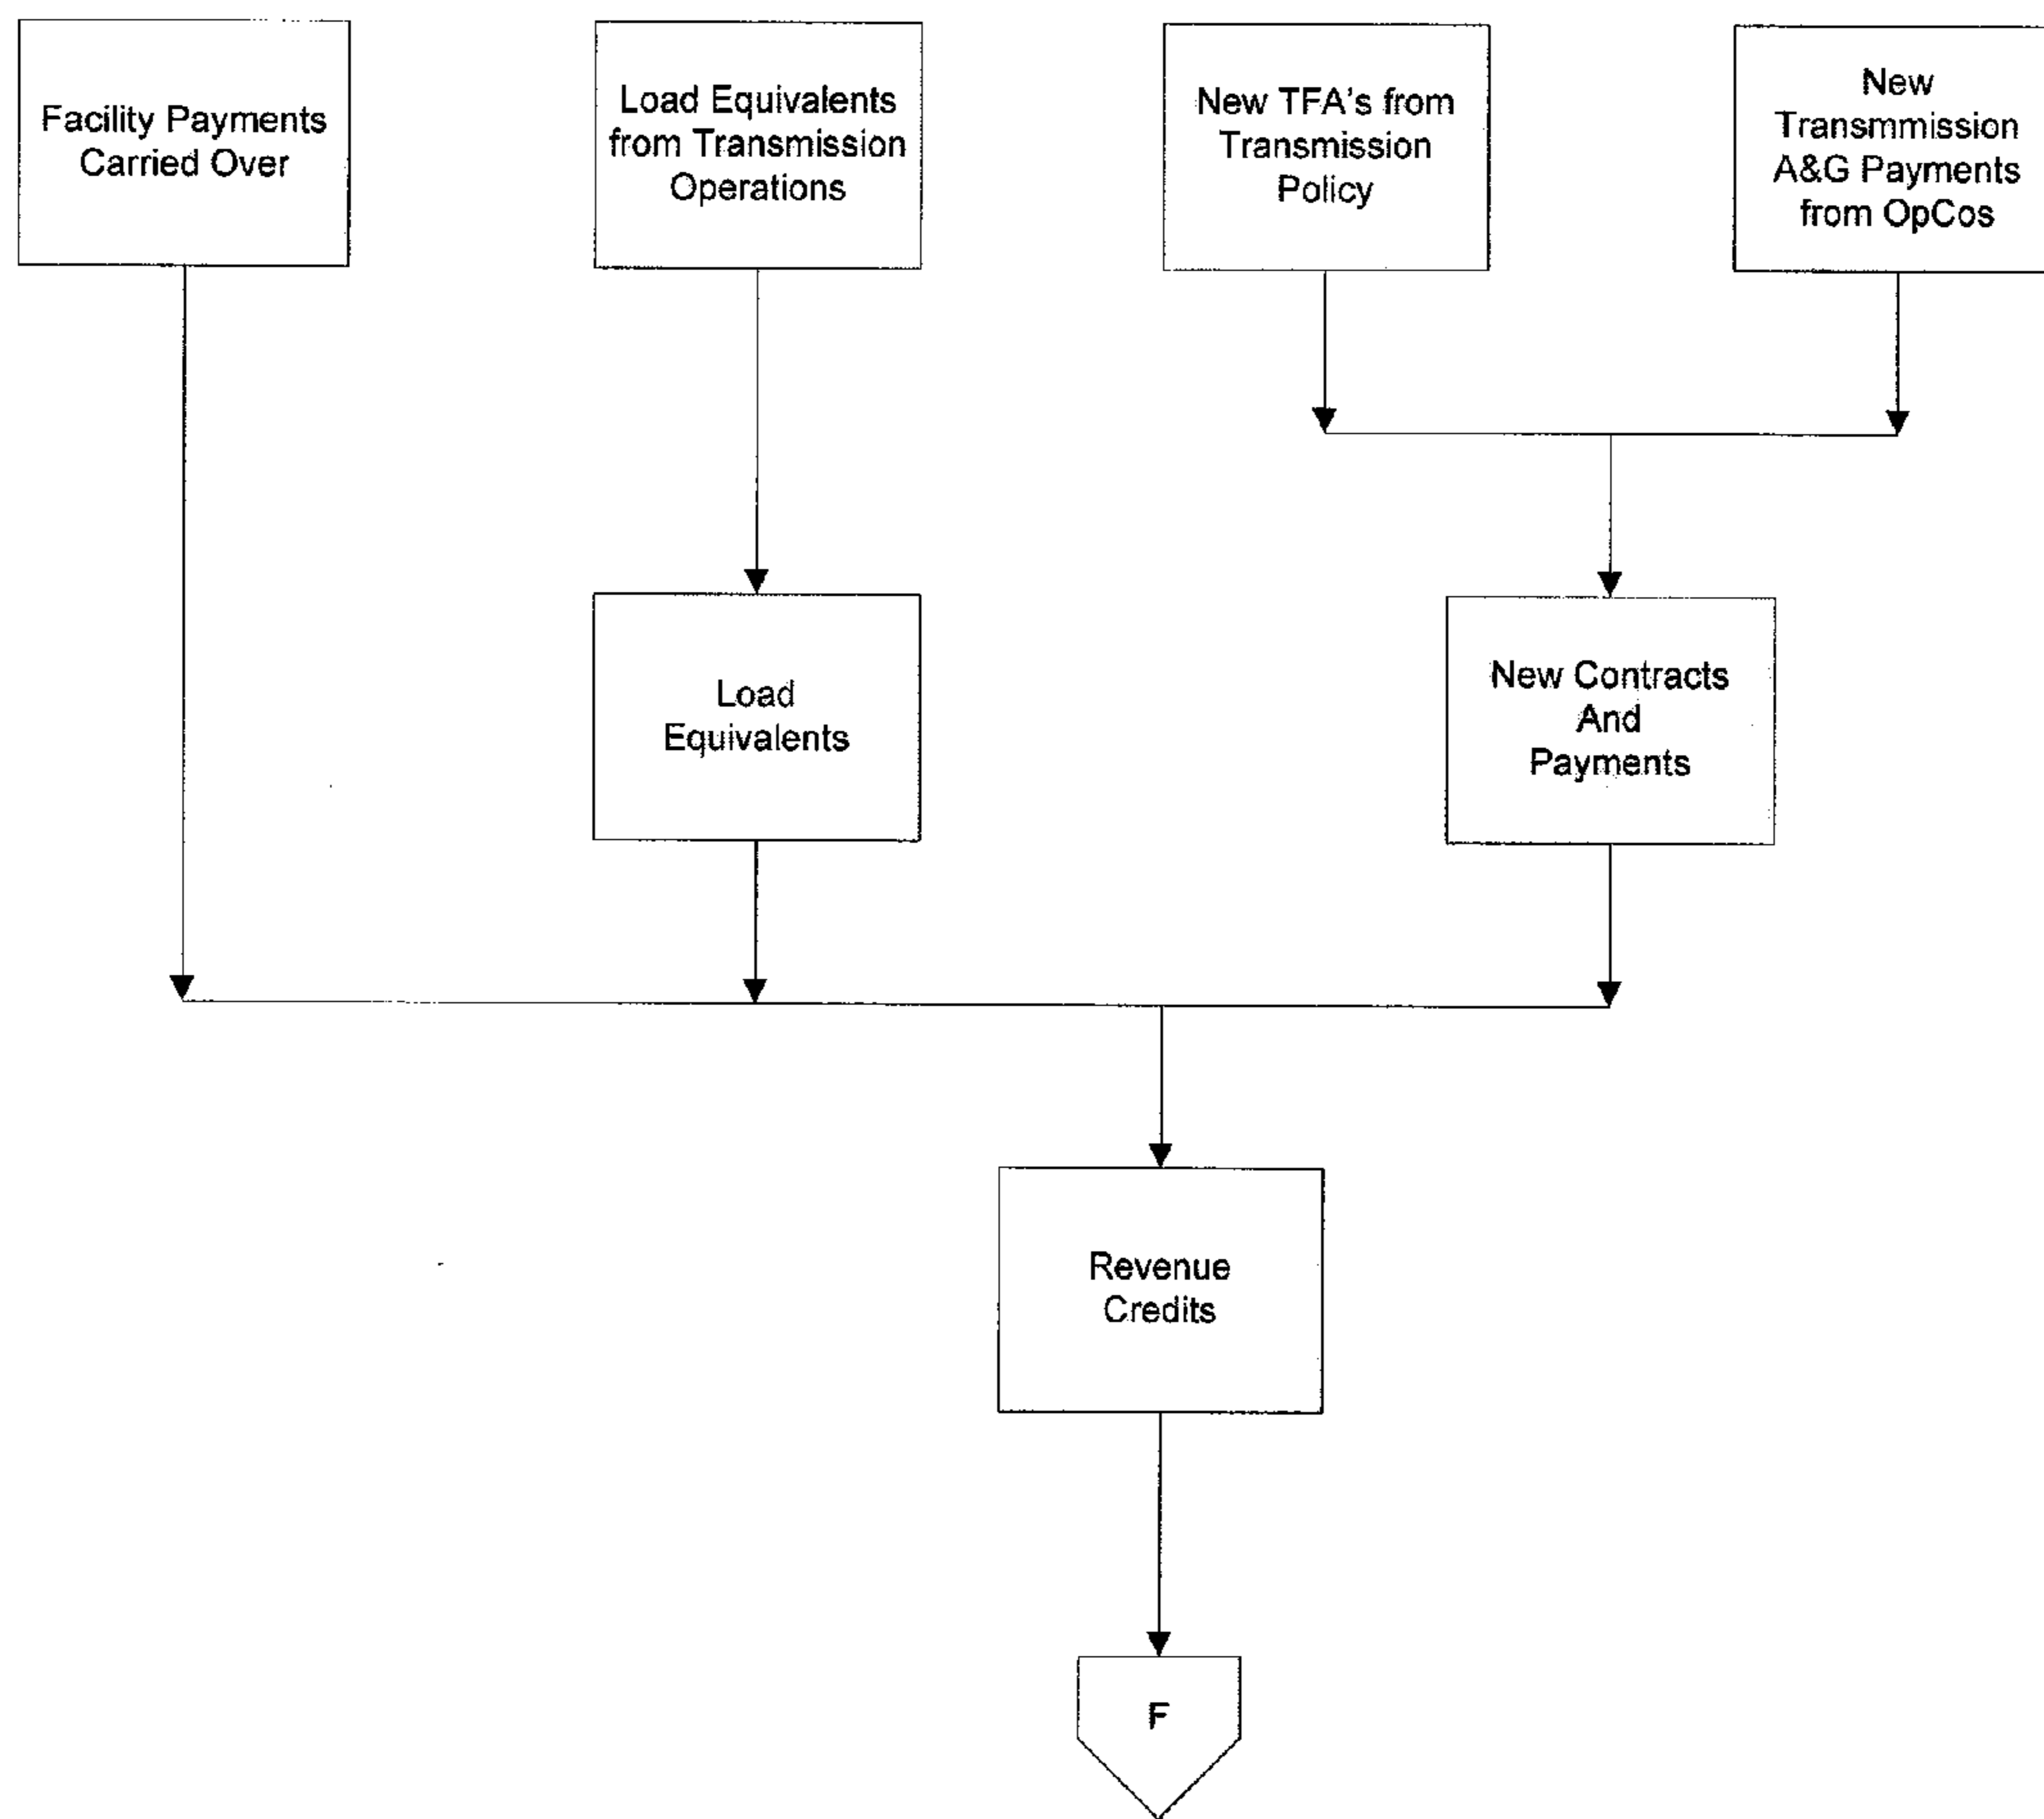 Facility Payments
Carried Over
Load Equivalents
from Transmission
Operations
New TFA's from
Transmission
Policy
New
Transmmission
A&G Payments
from OpCos
Load
Equivalents
New Contracts
And
Payments
Revenue
Credits
F